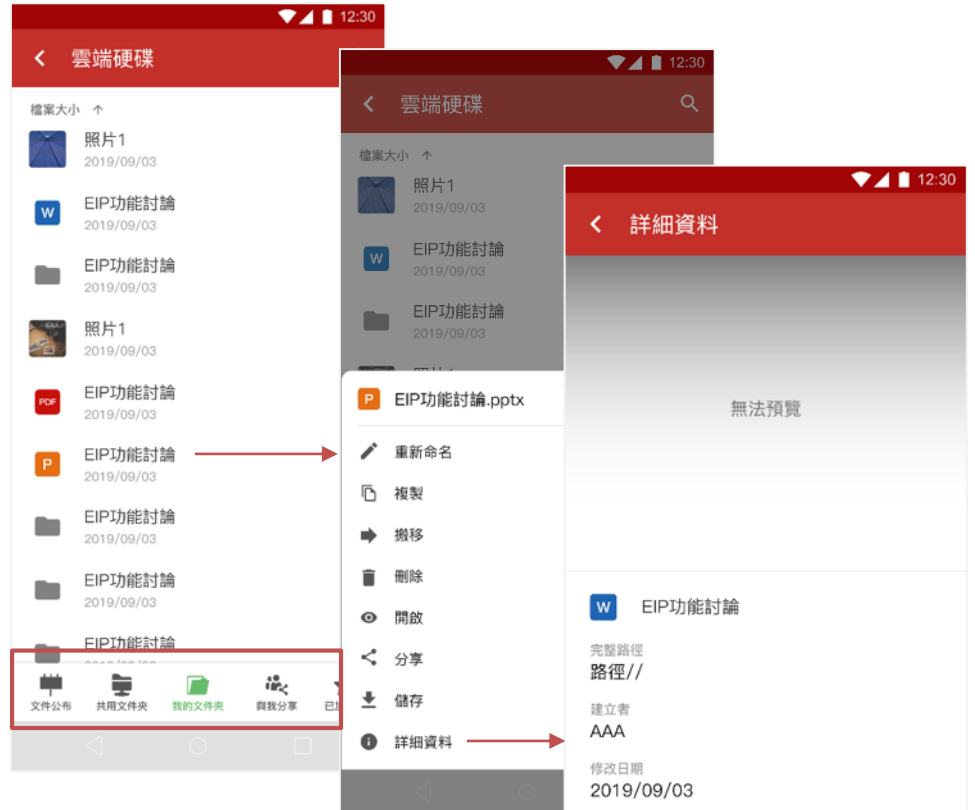 12:30
雲端硬碟
檔案大小 ↑
照片1
2019/09/03
W
EIP功能討論
2019/09/03
EIP功能討論
2019/09/03
照片1
2019/09/03
PDF
EIP功能討論
2019/09/03
P
EIP功能討論
2019/09/03
EIP功能討論
2019/09/03
EIP功能討論
2019/09/03
EIP功能討論
文件公布 共用文件夾 我的文件夾 與我分享
12:30
雲端硬碟
檔案大小 ↑
照片1
2019/09/03
W
EIP功能討論
2019/09/03
EIP功能討論
2019/09/03
P EIP功能討論.pptx
重新命名
複製
搬移
刪除
開啟
分享
儲存
詳細資料
12:30
詳細資料
無法預覽
W EIP功能討論
完整路徑
路徑//
建立者
AAA
修改日期
2019/09/03